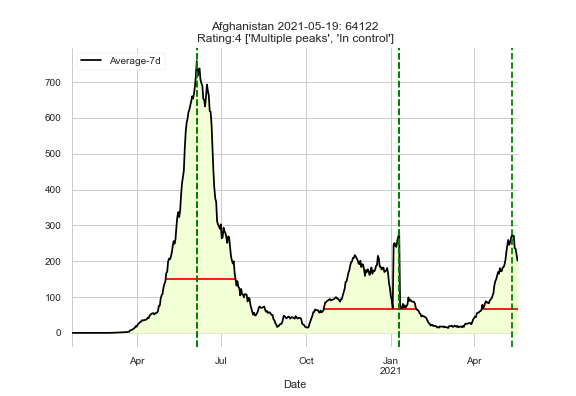 Afghanistan 2021-05-19: 64122
Rating:4 ['Multiple peaks', 'In control']
Average-7d
700
600
500
400
300
200
100
0
Apr
Jul
Oct
Jan
2021
Apr
Date